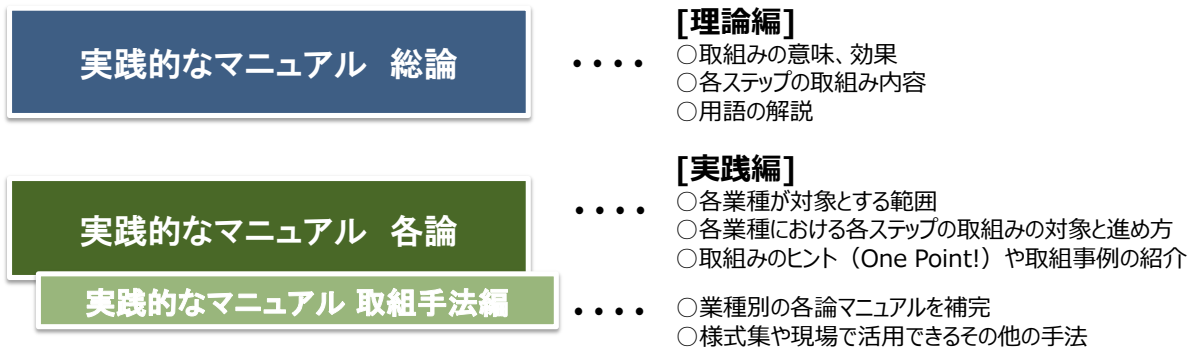 [理論編]
実践的なマニュアル 総論
・・・・
○取組みの意味、効果
○各ステップの取組み内容
○用語の解説
[実践編]
実践的なマニュアル 各論
・・・・
○各業種が対象とする範囲
○各業種における各ステップの取組みの対象と進め方
○取組みのヒント（One Point!）や取組事例の紹介
実践的なマニュアル 取組手法編
・・・・
○業種別の各論マニュアルを補完
○様式集や現場で活用できるその他の手法